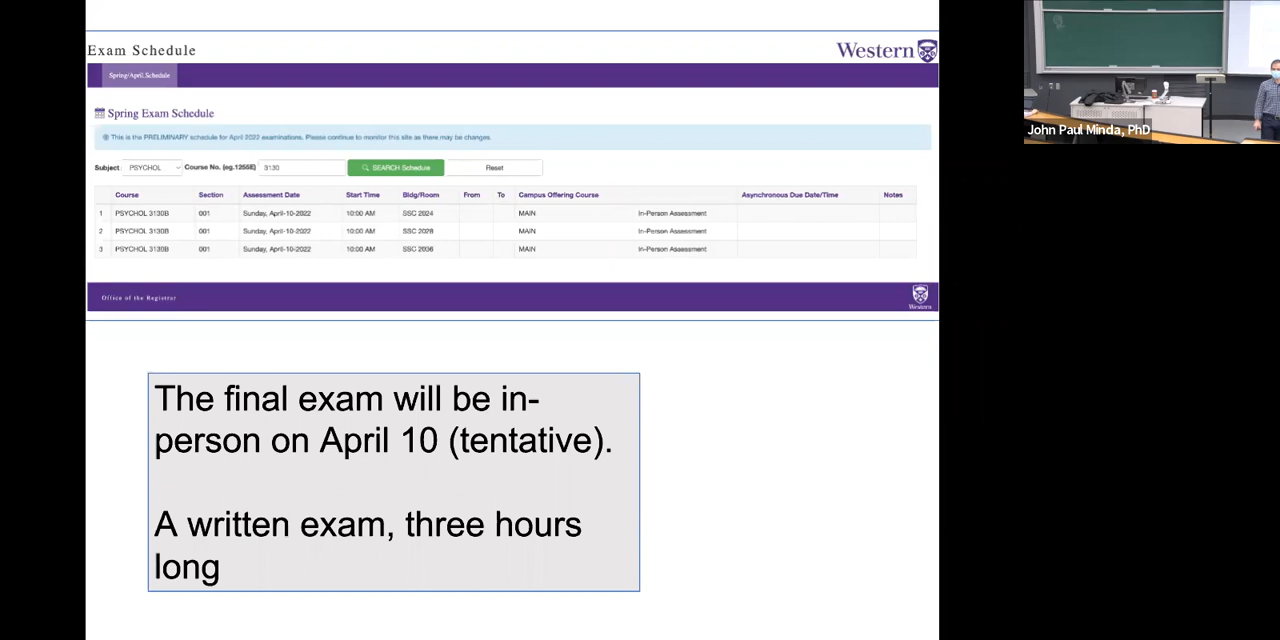 Exam Schedule
Western
Spring/April Schedule
Spring Exam Schedule
This is the PRELIMINARY schedule for April 2022 examinations. Please continue to monitor this site as there may be changes.
Subject PSYCHOL Course No. (eg.1255E) 3130 SEARCH Schedule Reset
Course Section Assessment Date Start Time Bldg/Room From To Campus Offering Course Asynchronous Due Date/Time Notes
1 PSYCHOL 3130B 001 Sunday, April-10-2022 10:00 AM SSC 2024 MAIN In-Person Assessment
2 PSYCHOL 3130B 001 Sunday, April-10-2022 10:00 AM SSC 2028 MAIN In-Person Assessment
3 PSYCHOL 3130B 001 Sunday, April-10-2022 10:00 AM SSC 2036 MAIN In-Person Assessment
Office of the Registrar
Western
The final exam will be in-
person on April 10 (tentative).
A written exam, three hours
long
John Paul Minda, PhD